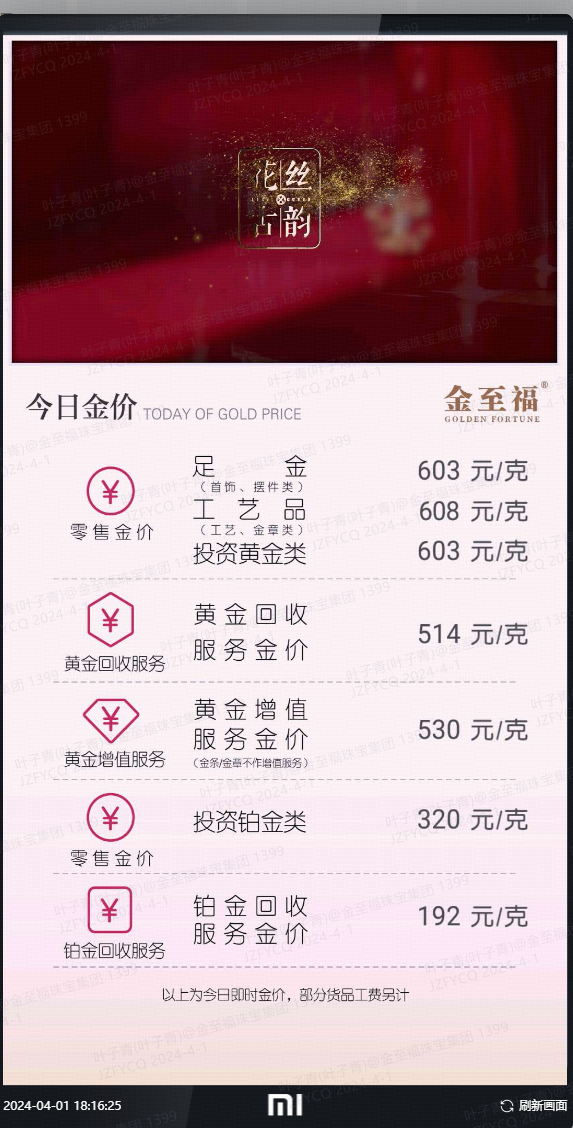 花丝
古韵
今日金价 TODAY OF GOLD PRICE
金至福®
GOLDEN FORTUNE
零售金价
足金 603 元/克
(首饰、摆件类)
工艺品 608 元/克
(工艺、金章类)
投资黄金类 603 元/克
黄金回收服务
黄金回收
服务金价
514 元/克
黄金增值服务
黄金增值
服务金价
(金条/金章不作增值服务)
530 元/克
零售金价
投资铂金类 320 元/克
铂金回收服务
铂金回收
服务金价
192 元/克
以上为今日即时金价，部分货品工费另计
2024-04-01 18:16:25
mi
刷新画面
叶子青(叶子青)@金至福珠宝集团 1399
JZFYCQ 2024-4-1